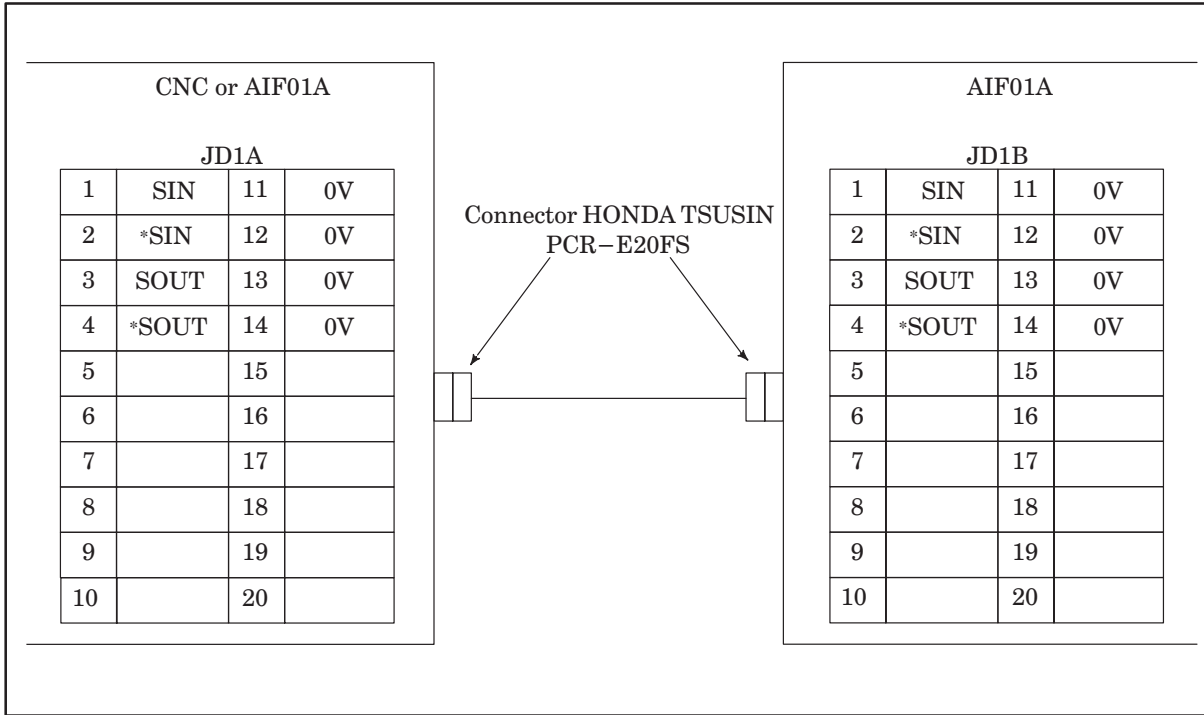 CNC or AIF01A
JD1A
1 SIN 11 0V
2 *SIN 12 0V
3 SOUT 13 0V
4 *SOUT 14 0V
5 15
6 16
7 17
8 18
9 19
10 20
Connector HONDA TSUSIN
PCR−E20FS
AIF01A
JD1B
1 SIN 11 0V
2 *SIN 12 0V
3 SOUT 13 0V
4 *SOUT 14 0V
5 15
6 16
7 17
8 18
9 19
10 20